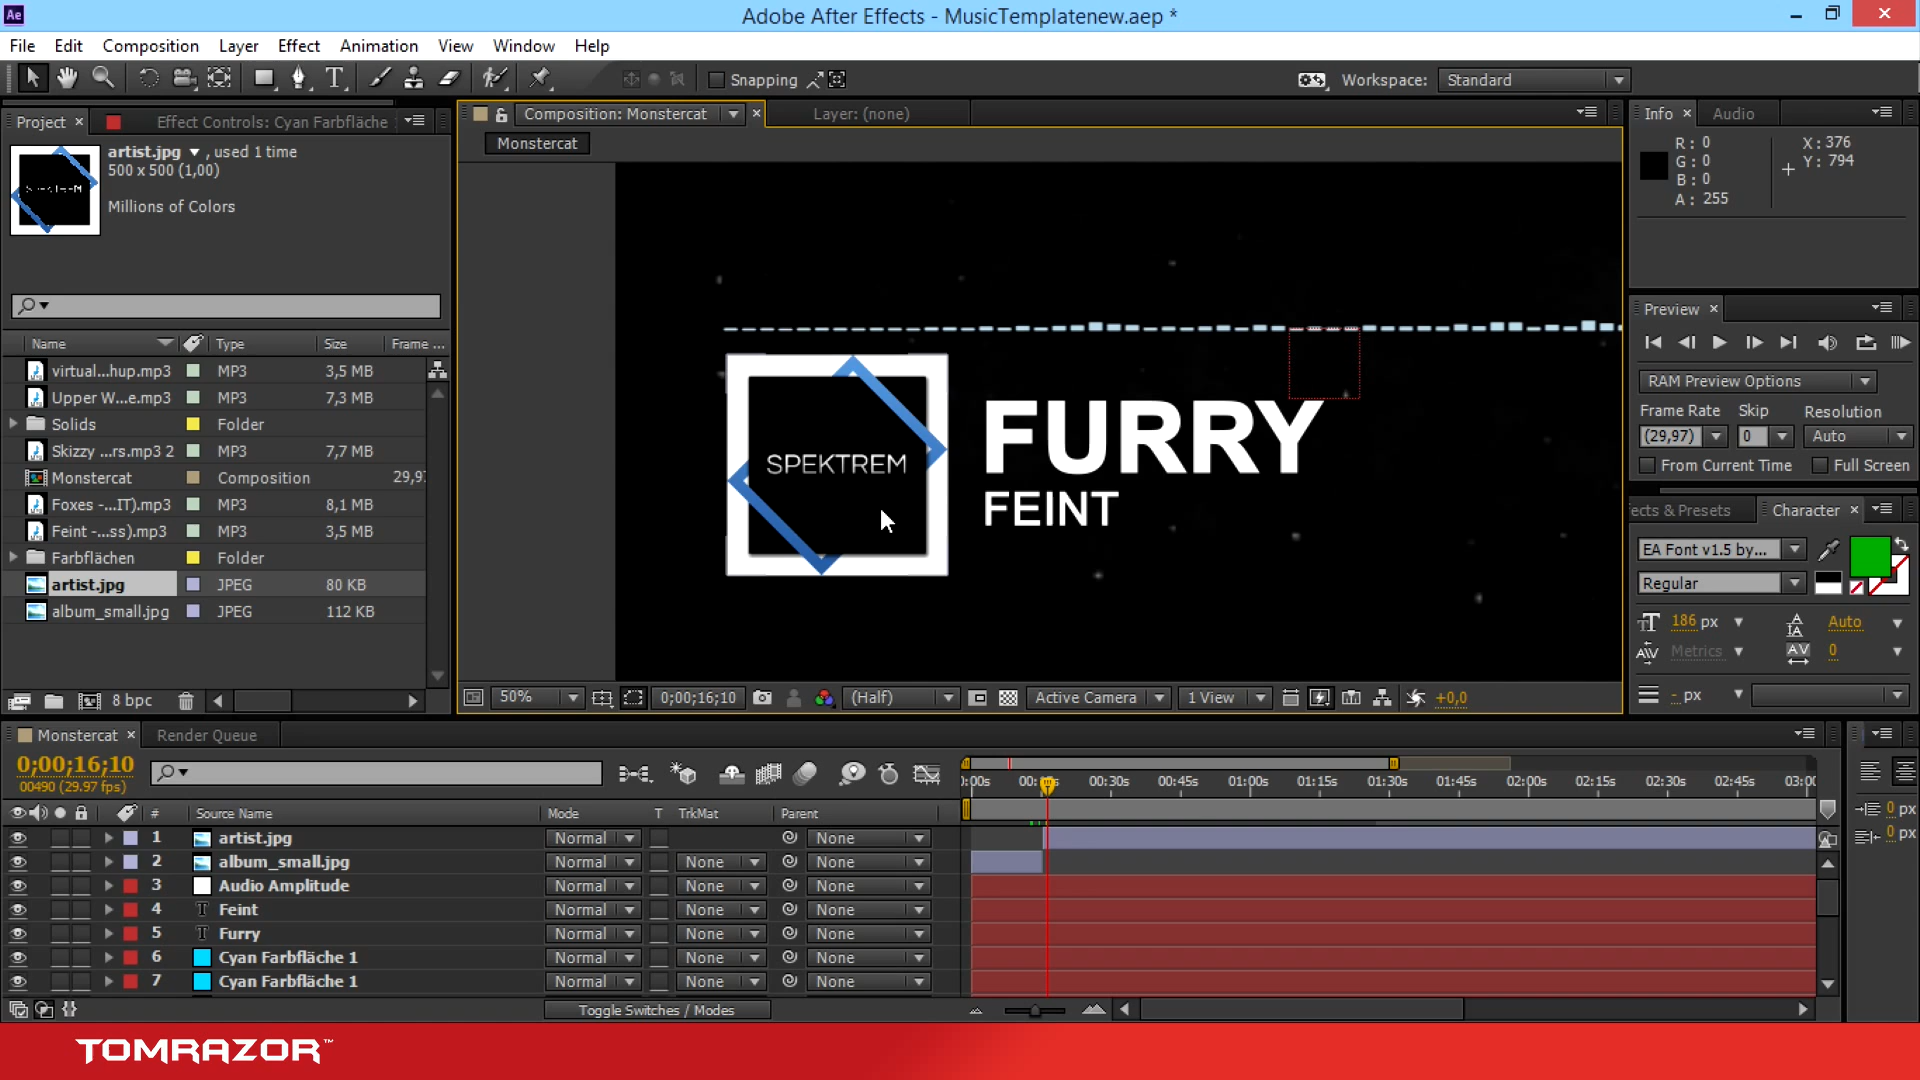 Ae
Adobe After Effects - MusicTemplatenew.aep *
File Edit Composition Layer Effect Animation View Window Help
Snapping
Workspace: Standard
Project
Effect Controls: Cyan Farbfläche
artist.jpg , used 1 time
500 x 500 (1,00)
Millions of Colors
Name Type Size Frame ...
virtual...hup.mp3 MP3 3,5 MB
Upper W...e.mp3 MP3 7,3 MB
Solids Folder
Skizzy ...rs.mp3 2 MP3 7,7 MB
Monstercat Composition 29,9
Foxes -...IT).mp3 MP3 8,1 MB
Feint -...ss).mp3 MP3 3,5 MB
Farbflächen Folder
artist.jpg JPEG 80 KB
album_small.jpg JPEG 112 KB
8 bpc
Composition: Monstercat
Layer: (none)
Monstercat
SPEKTREM
FURRY
FEINT
50% 0;00;16;10 (Half) Active Camera 1 View +0,0
Info Audio
R: 0
G: 0
B: 0
A: 255
X: 376
Y: 794
Preview
RAM Preview Options
Frame Rate Skip Resolution
(29,97) 0 Auto
From Current Time Full Screen
ects & Presets Character
EA Font v1.5 by...
Regular
186 px Auto
Metrics 0
- px
Monstercat Render Queue
0;00;16;10
00490 (29.97 fps)
:00s 00:30s 00:45s 01:00s 01:15s 01:30s 01:45s 02:00s 02:15s 02:30s 02:45s 03:00
# Source Name Mode T TrkMat Parent
1 artist.jpg Normal None
2 album_small.jpg Normal None None
3 Audio Amplitude Normal None None
4 T Feint Normal None None
5 T Furry Normal None None
6 Cyan Farbfläche 1 Normal None None
7 Cyan Farbfläche 1 Normal None None
Toggle Switches / Modes
0 px
0 px
TOMRAZOR™